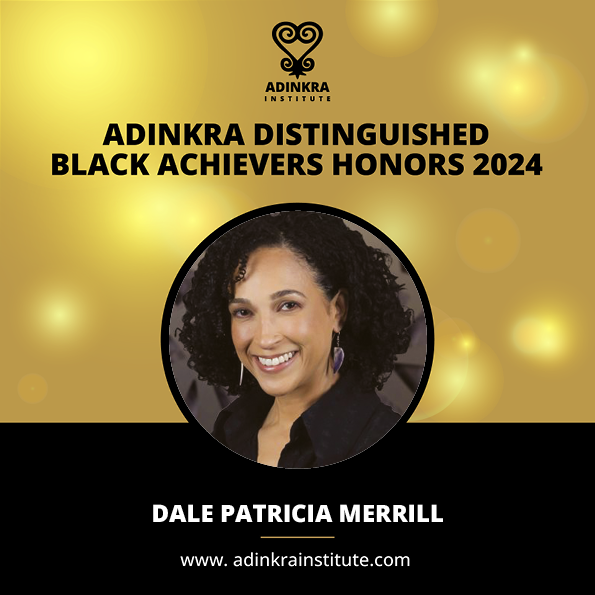 ADINKRA
INSTITUTE
ADINKRA DISTINGUISHED
BLACK ACHIEVERS HONORS 2024
DALE PATRICIA MERRILL
www. adinkrainstitute.com